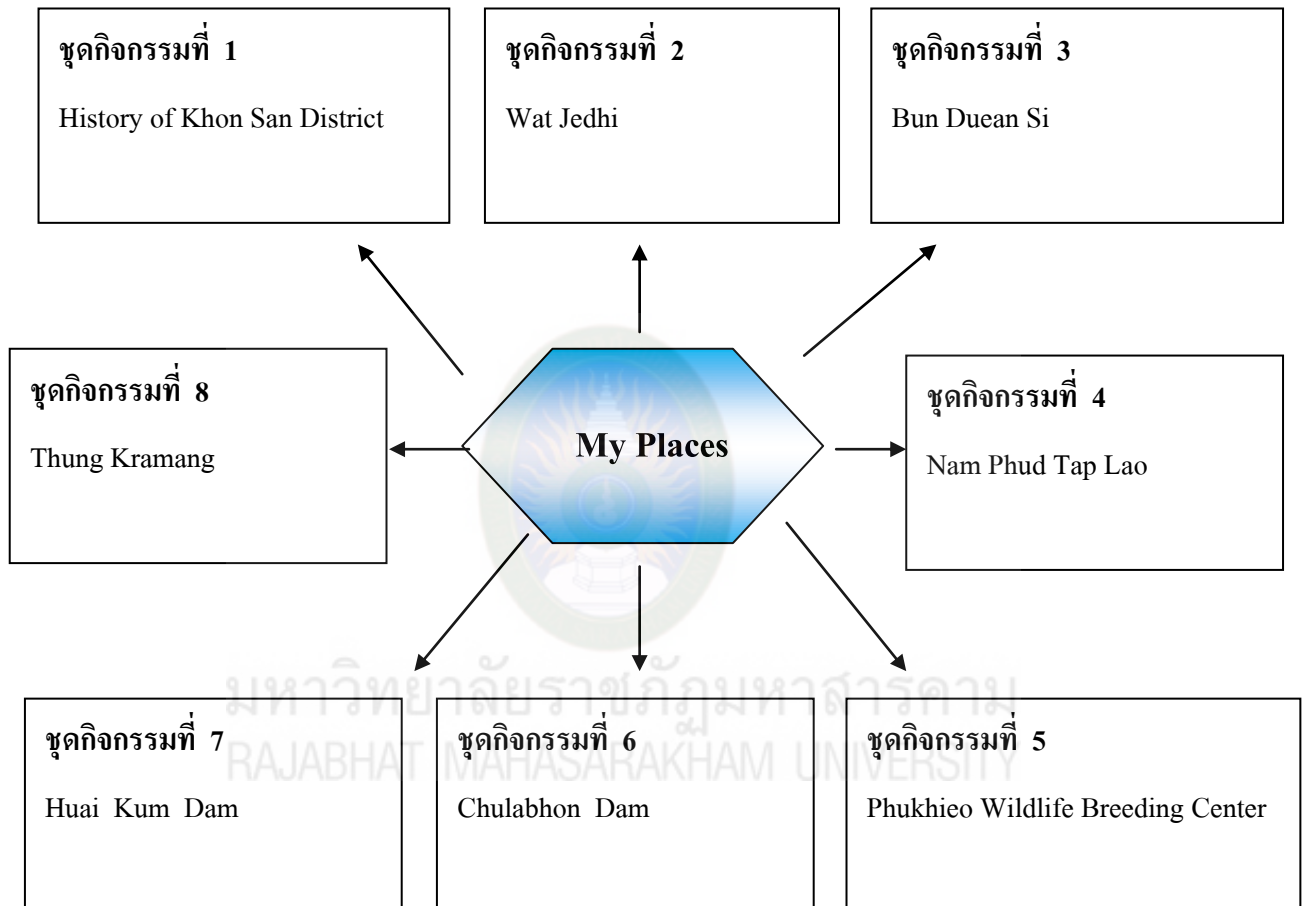 ชุดกิจกรรมที่ 1
History of Khon San District
ชุดกิจกรรมที่ 2
Wat Jedhi
ชุดกิจกรรมที่ 3
Bun Duean Si
ชุดกิจกรรมที่ 8
Thung Kramang
My Places
ชุดกิจกรรมที่ 4
Nam Phud Tap Lao
มหาวิทยาลัยราชภัฏมหาสารคาม
RAJABHAT MAHASARAKHAM UNIVERSITY
ชุดกิจกรรมที่ 7
Huai Kum Dam
ชุดกิจกรรมที่ 6
Chulabhon Dam
ชุดกิจกรรมที่ 5
Phukhieo Wildlife Breeding Center